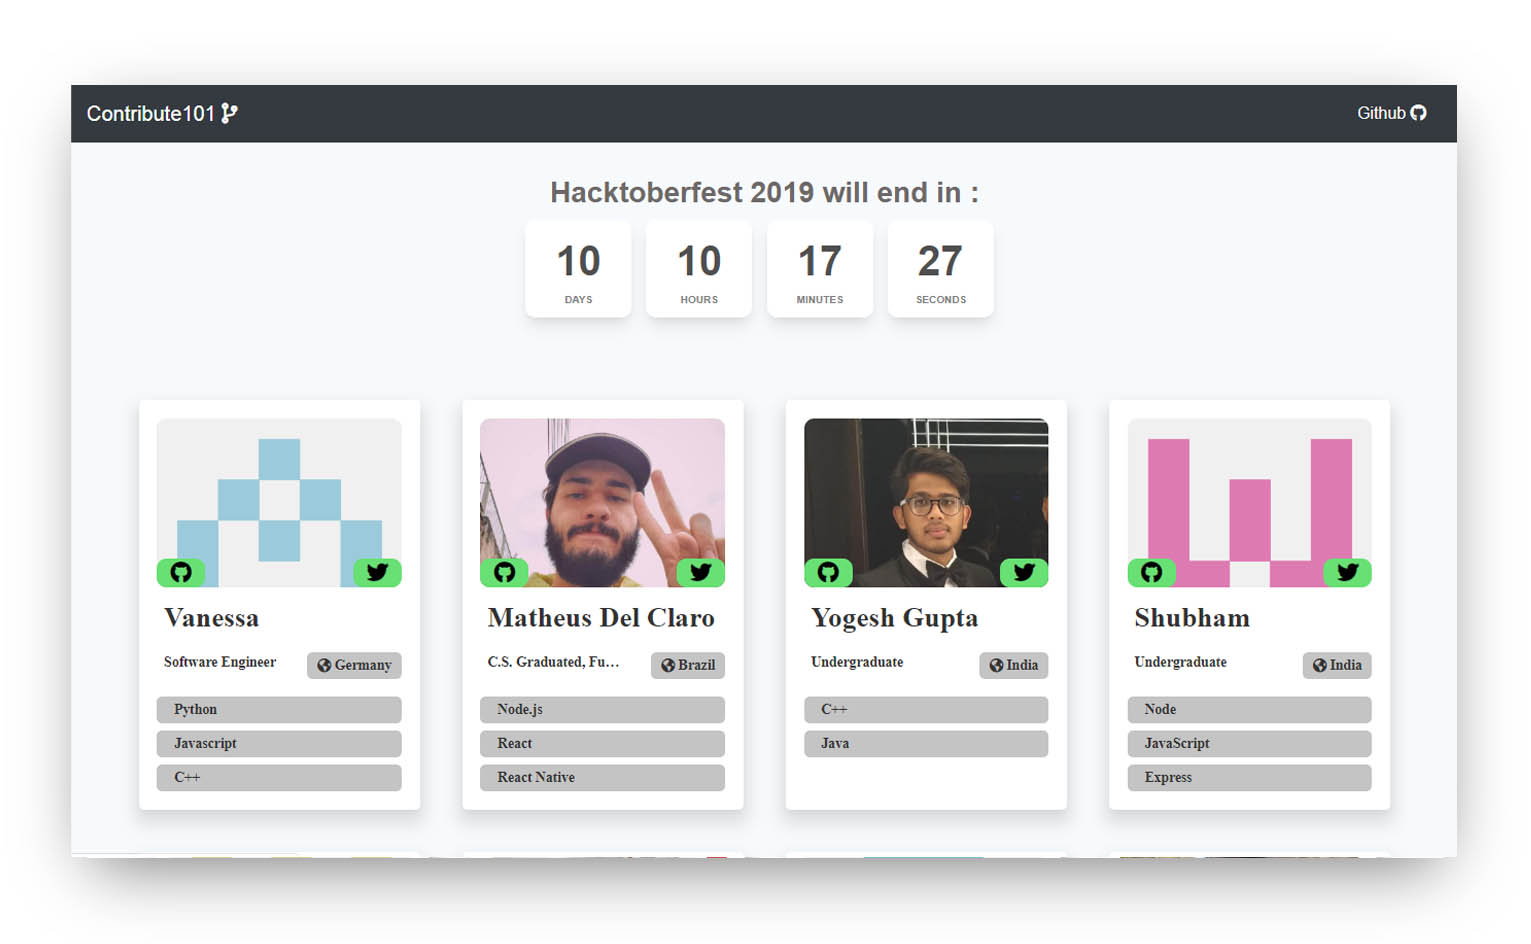 Contribute101
Github
Hacktoberfest 2019 will end in :
10 10 17 27
DAYS HOURS MINUTES SECONDS
Vanessa
Software Engineer Germany
Python
Javascript
C++
Matheus Del Claro
C.S. Graduated, Fu… Brazil
Node.js
React
React Native
Yogesh Gupta
Undergraduate India
C++
Java
Shubham
Undergraduate India
Node
JavaScript
Express